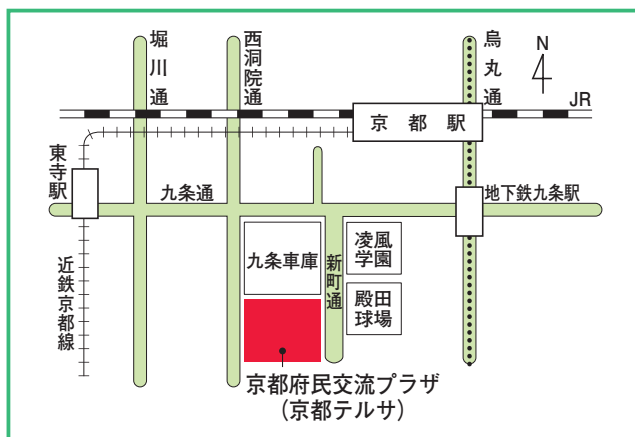 堀川通
西洞院通
烏丸通
N
JR
京都駅
東寺駅
九条通
地下鉄九条駅
近鉄京都線
九条車庫
新町通
凌風
学園
殿田
球場
京都府民交流プラザ
(京都テルサ)